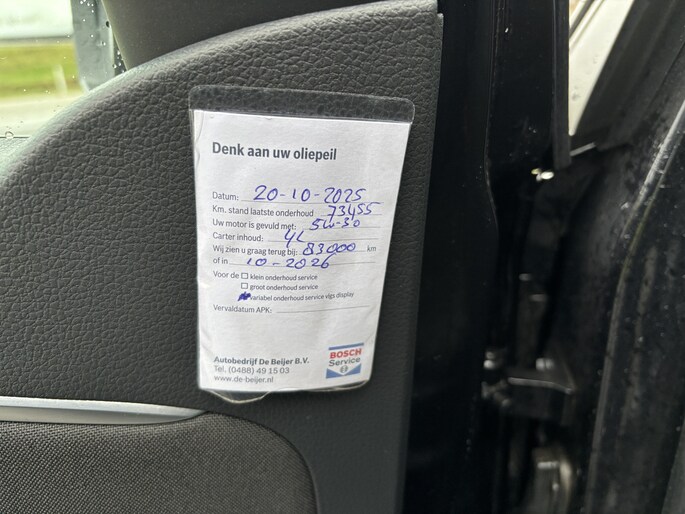 Denk aan uw oliepeil
Datum: 20-10-2025
Km. stand laatste onderhoud 73455
Uw motor is gevuld met: 5W-30
Carter inhoud: 4L
Wij zien u graag terug bij: 83000 km
of in 10-2026
Voor de klein onderhoud service
groot onderhoud service
variabel onderhoud service vlgs display
Vervaldatum APK:
Autobedrijf De Beijer B.V.
Tel. (0488) 49 15 03
www.de-beijer.nl
BOSCH
Service